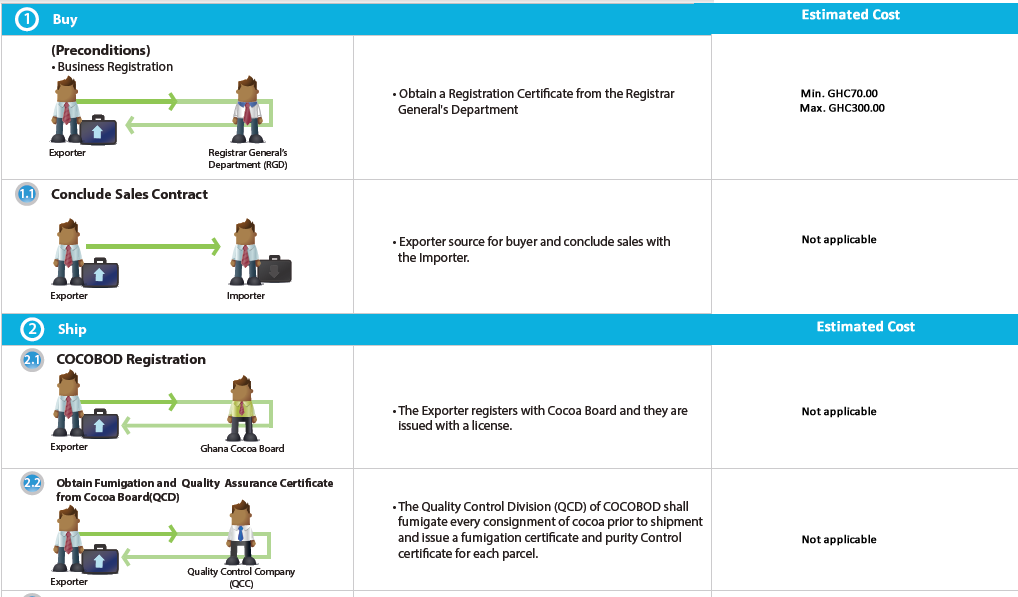 1 Buy Estimated Cost
(Preconditions)
• Business Registration
Exporter
Registrar General's
Department (RGD)
• Obtain a Registration Certificate from the Registrar
General's Department
Min. GHC70.00
Max. GHC300.00
1.1 Conclude Sales Contract
Exporter
Importer
• Exporter source for buyer and conclude sales with
the Importer.
Not applicable
2 Ship Estimated Cost
2.1 COCOBOD Registration
Exporter
Ghana Cocoa Board
• The Exporter registers with Cocoa Board and they are
issued with a license.
Not applicable
2.2 Obtain Fumigation and Quality Assurance Certificate
from Cocoa Board(QCD)
Exporter
Quality Control Company
(QCC)
• The Quality Control Division (QCD) of COCOBOD shall
fumigate every consignment of cocoa prior to shipment
and issue a fumigation certificate and purity Control
certificate for each parcel.
Not applicable